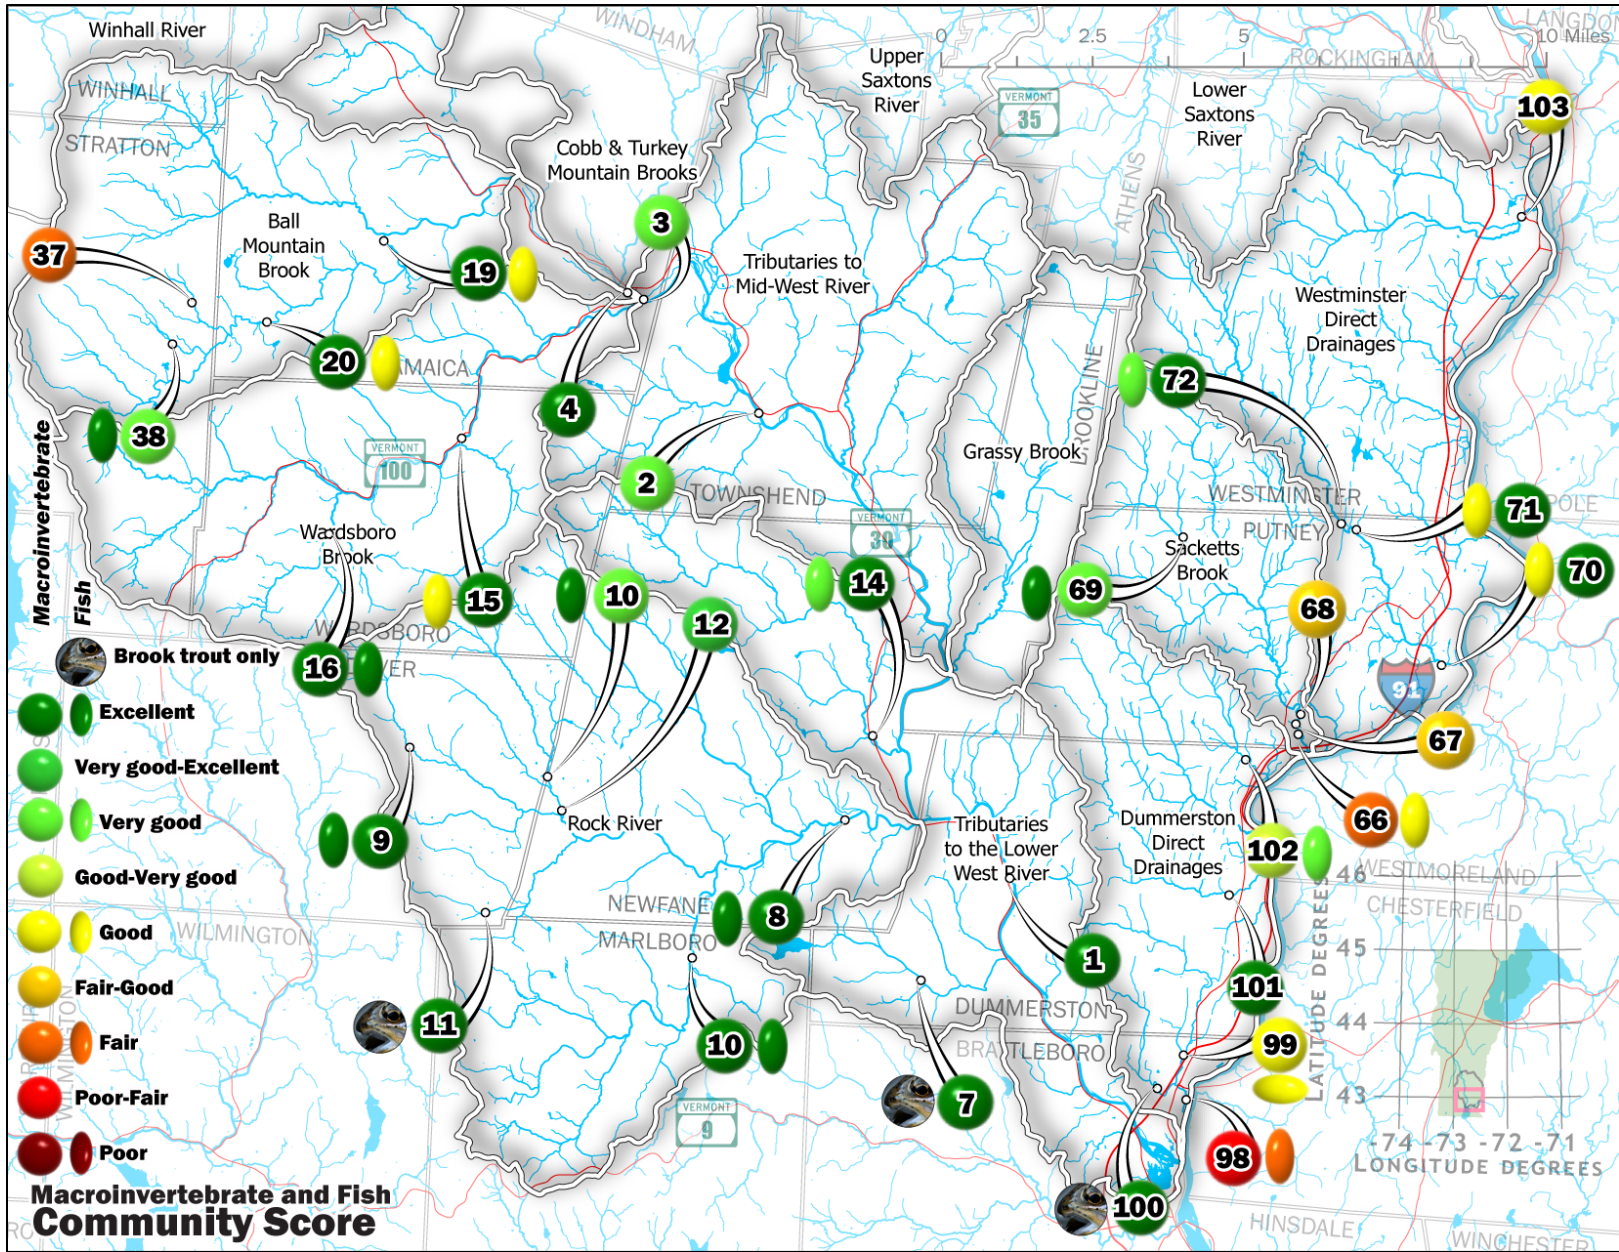 Winhall River
WINDHAM
LANGDO
0
2.5
5
10 Miles
ROCKINGHAM
Upper
Saxtons
River
VERMONT
35
Lower
Saxtons
River
103
WINHALL
STRATTON
Cobb & Turkey
Mountain Brooks
ATHENS
3
37
Ball
Mountain
Brook
19
Tributaries to
Mid-West River
Westminster
Direct
Drainages
20
AMAICA
4
72
BROOKLINE
38
VERMONT
100
Grassy Brook
2
TOWNSHEND
WESTMINSTER
PUTNEY
71
POLE
VERMONT
30
Wardsboro
Brook
Sacketts
Brook
70
Macroinvertebrate
Fish
15
10
12
14
69
68
WARDSBORO
16
VER
Brook trout only
91
Excellent
67
Very good-Excellent
Very good
9
Rock River
Tributaries
to the Lower
West River
Dummerston
Direct
Drainages
66
102
Good-Very good
WESTMORELAND
CHESTERFIELD
NEWFANE
MARLBORO
8
Good
WILMINGTON
1
Fair-Good
101
11
DUMMERSTON
BRATTLEBORO
10
99
Fair
7
VERMONT
9
Poor-Fair
WILMINGTON
98
Poor
100
46
45
44
43
LATITUDE DEGREES
-74 -73 -72 -71
LONGITUDE DEGREES
Macroinvertebrate and Fish
Community Score
HINSDALE
WINCHESTER